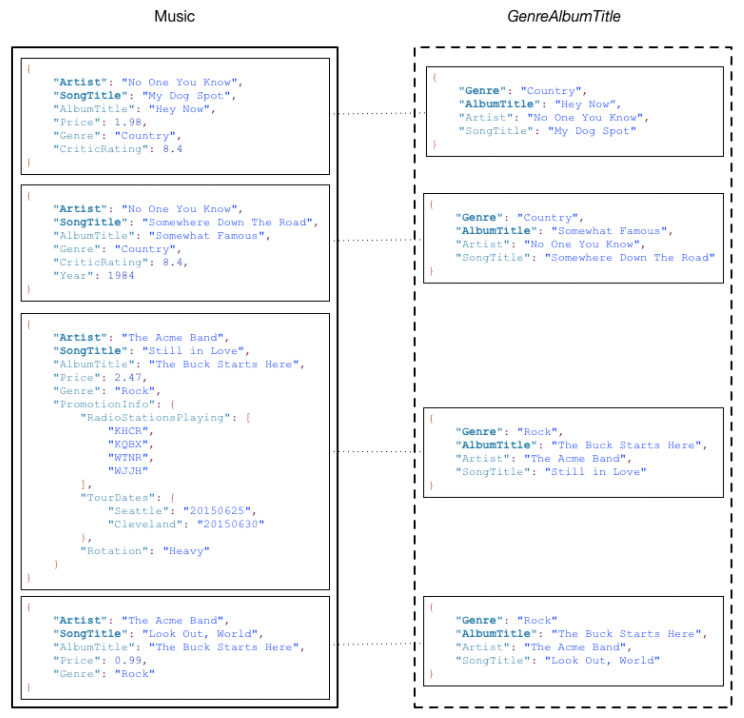 Music
{
"Artist": "No One You Know",
"SongTitle": "My Dog Spot",
"AlbumTitle": "Hey Now",
"Price": 1.98,
"Genre": "Country",
"CriticRating": 8.4
}
{
"Artist": "No One You Know",
"SongTitle": "Somewhere Down The Road",
"AlbumTitle": "Somewhat Famous",
"Genre": "Country",
"CriticRating": 8.4,
"Year": 1984
}
{
"Artist": "The Acme Band",
"SongTitle": "Still in Love",
"AlbumTitle": "The Buck Starts Here",
"Price": 2.47,
"Genre": "Rock",
"PromotionInfo": {
"RadioStationsPlaying": [
"KHCR",
"KQBX",
"WTNR",
"WJJH"
],
"TourDates": {
"Seattle": "20150625",
"Cleveland": "20150630"
},
"Rotation": "Heavy"
}
}
{
"Artist": "The Acme Band",
"SongTitle": "Look Out, World",
"AlbumTitle": "The Buck Starts Here",
"Price": 0.99,
"Genre": "Rock"
}
GenreAlbumTitle
{
"Genre": "Country",
"AlbumTitle": "Hey Now",
"Artist": "No One You Know",
"SongTitle": "My Dog Spot"
}
{
"Genre": "Country",
"AlbumTitle": "Somewhat Famous",
"Artist": "No One You Know",
"SongTitle": "Somewhere Down The Road"
}
{
"Genre": "Rock",
"AlbumTitle": "The Buck Starts Here",
"Artist": "The Acme Band",
"SongTitle": "Still in Love"
}
{
"Genre": "Rock"
"AlbumTitle": "The Buck Starts Here",
"Artist": "The Acme Band",
"SongTitle": "Look Out, World"
}